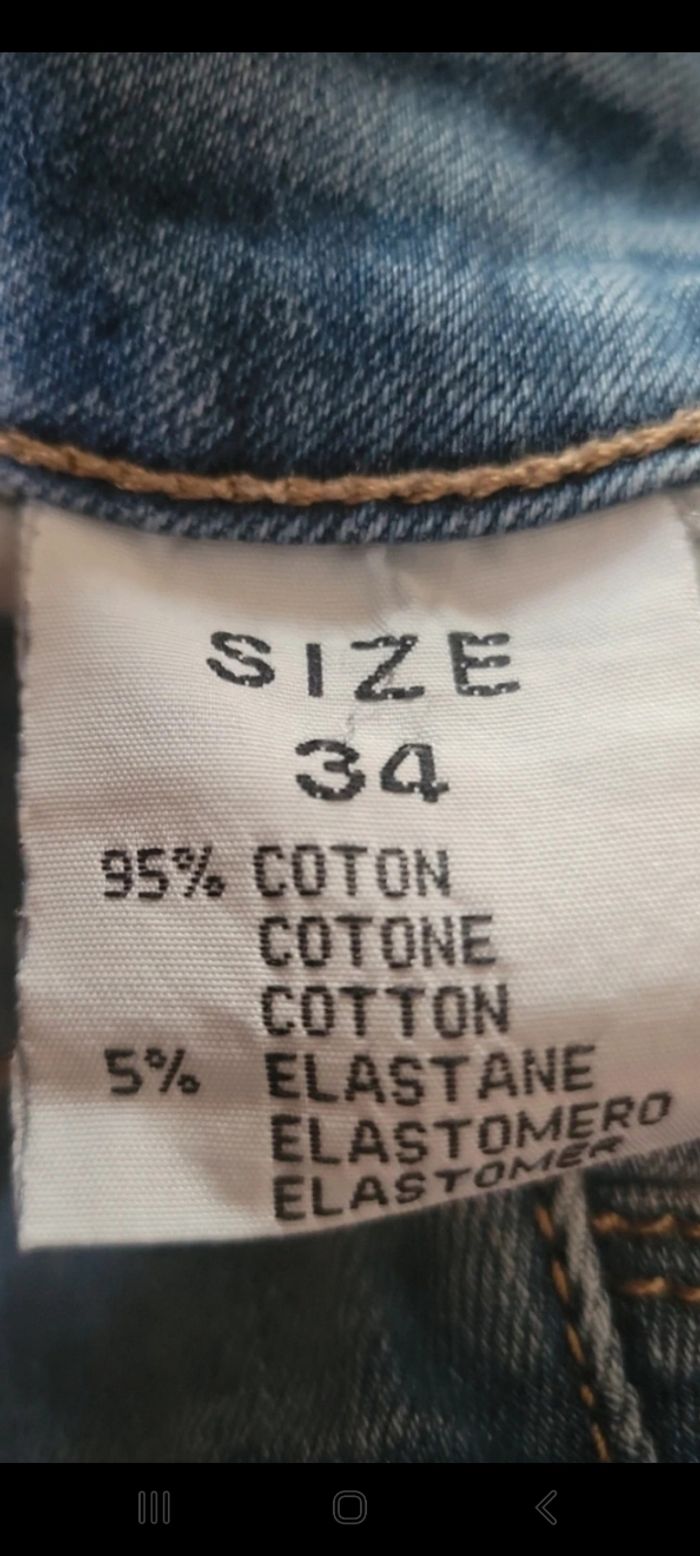 SIZE
34
95% COTON
COTONE
COTTON
5% ELASTANE
ELASTOMERO
ELASTOMER